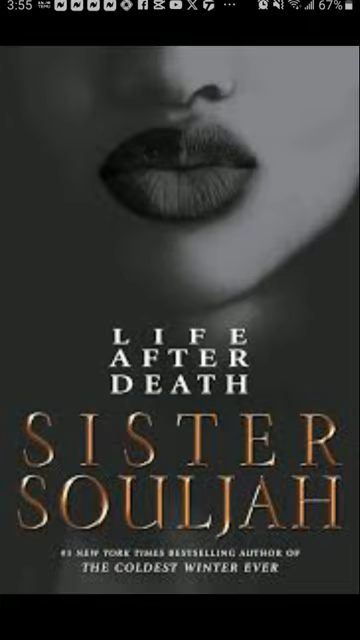 3:55
67%
LIFE
AFTER
DEATH
SISTER
SOULJAH
#1 NEW YORK TIMES BESTSELLING AUTHOR OF
THE COLDEST WINTER EVER